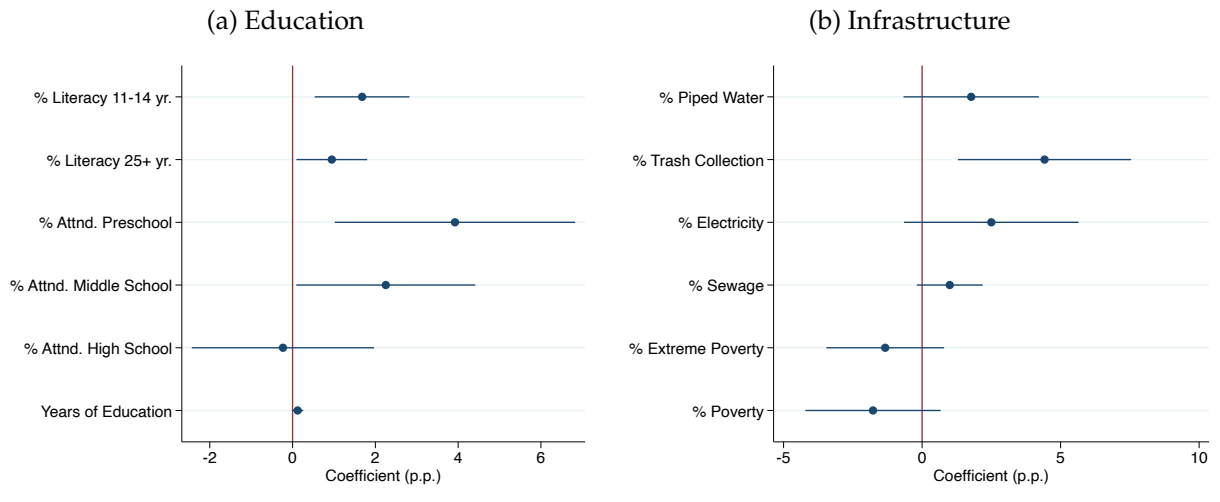 (a) Education
% Literacy 11-14 yr.
% Literacy 25+ yr.
% Attnd. Preschool
% Attnd. Middle School
% Attnd. High School
Years of Education
-2 0 2 4 6
Coefficient (p.p.)
(b) Infrastructure
% Piped Water
% Trash Collection
% Electricity
% Sewage
% Extreme Poverty
% Poverty
-5 0 5 10
Coefficient (p.p.)